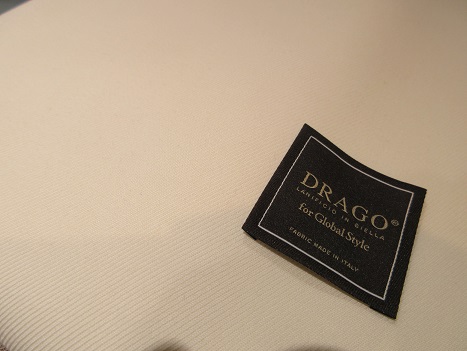 DRAGO®
LANIFICIO IN BIELLA
for Global Style
FABRIC MADE IN ITALY